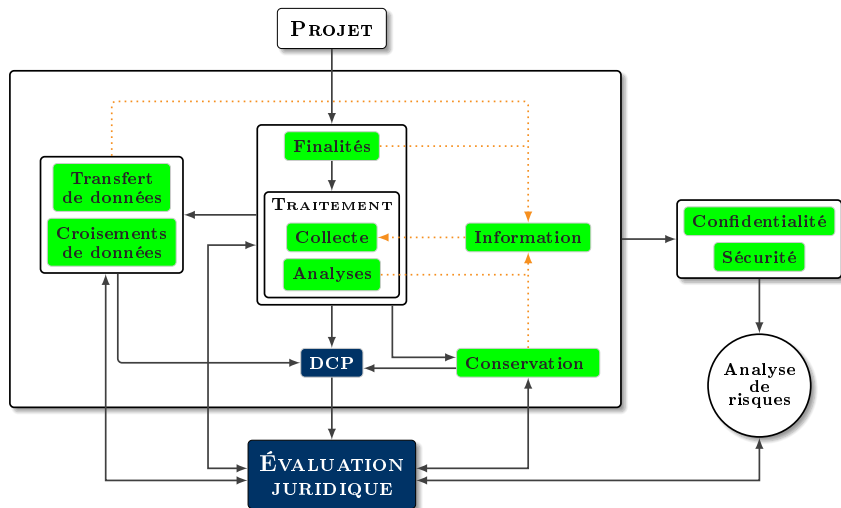 PROJET
Finalités
Transfert
de données
Croisements
de données
TRAITEMENT
Collecte
Analyses
Information
Confidentialité
Sécurité
DCP
Conservation
Analyse
de
risques
ÉVALUATION
JURIDIQUE